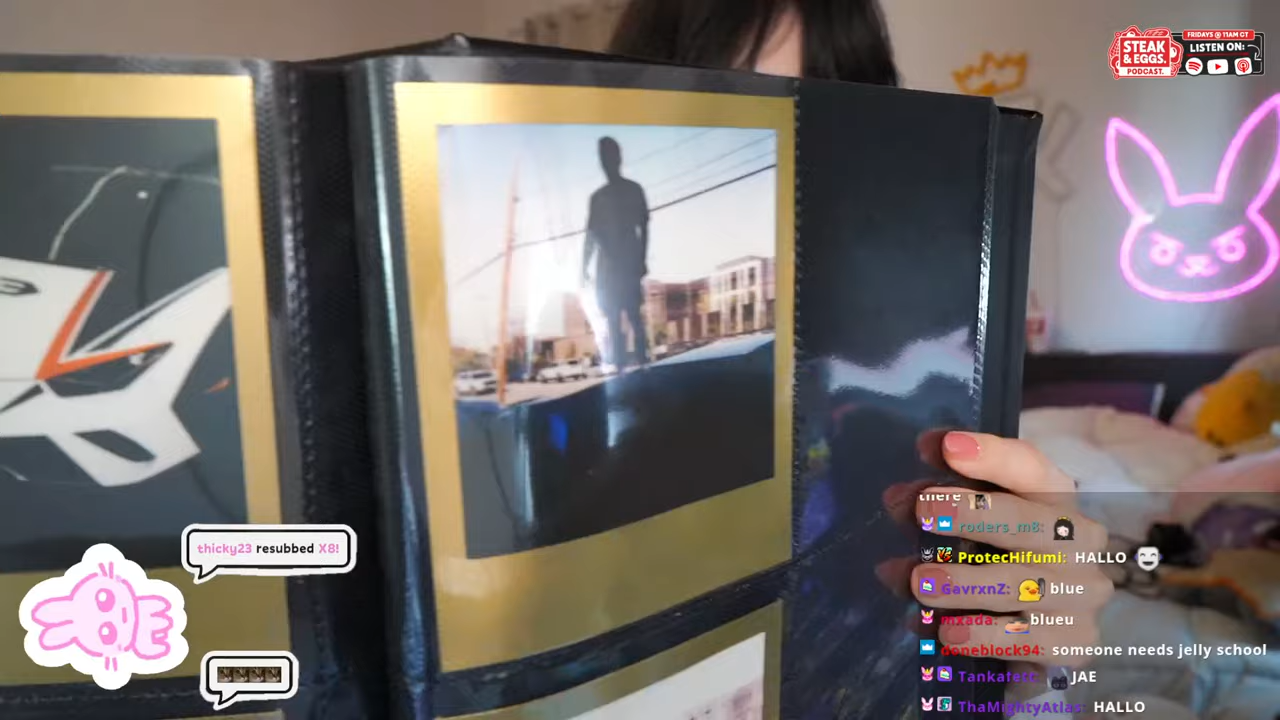 FRIDAYS @ 11AM CT
STEAK
& EGGS.
PODCAST.
LISTEN ON:
thicky23 resubbed X8!
there
roders_m8:
ProtecHifumi: HALLO
GavrxnZ: blue
mxada: blueu
doneblock94: someone needs jelly school
Tankafett: JAE
ThaMightyAtlas: HALLO